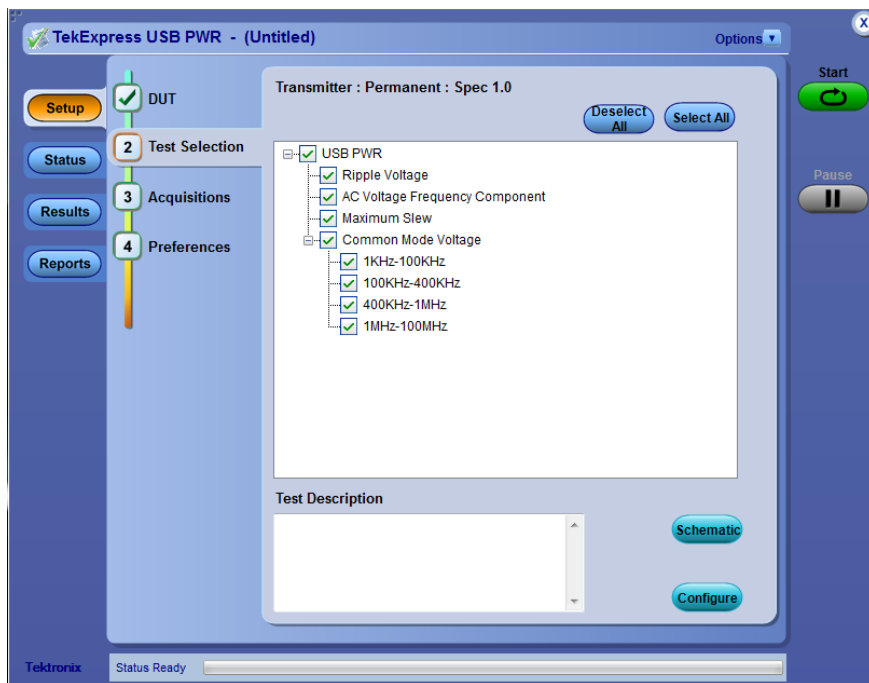 TekExpress USB PWR - (Untitled)
Options
X
Start
Pause
Setup
Status
Results
Reports
DUT
2 Test Selection
3 Acquisitions
4 Preferences
Transmitter : Permanent : Spec 1.0
Deselect
All
Select All
USB PWR
Ripple Voltage
AC Voltage Frequency Component
Maximum Slew
Common Mode Voltage
1KHz-100KHz
100KHz-400KHz
400KHz-1MHz
1MHz-100MHz
Test Description
Schematic
Configure
Tektronix
Status Ready